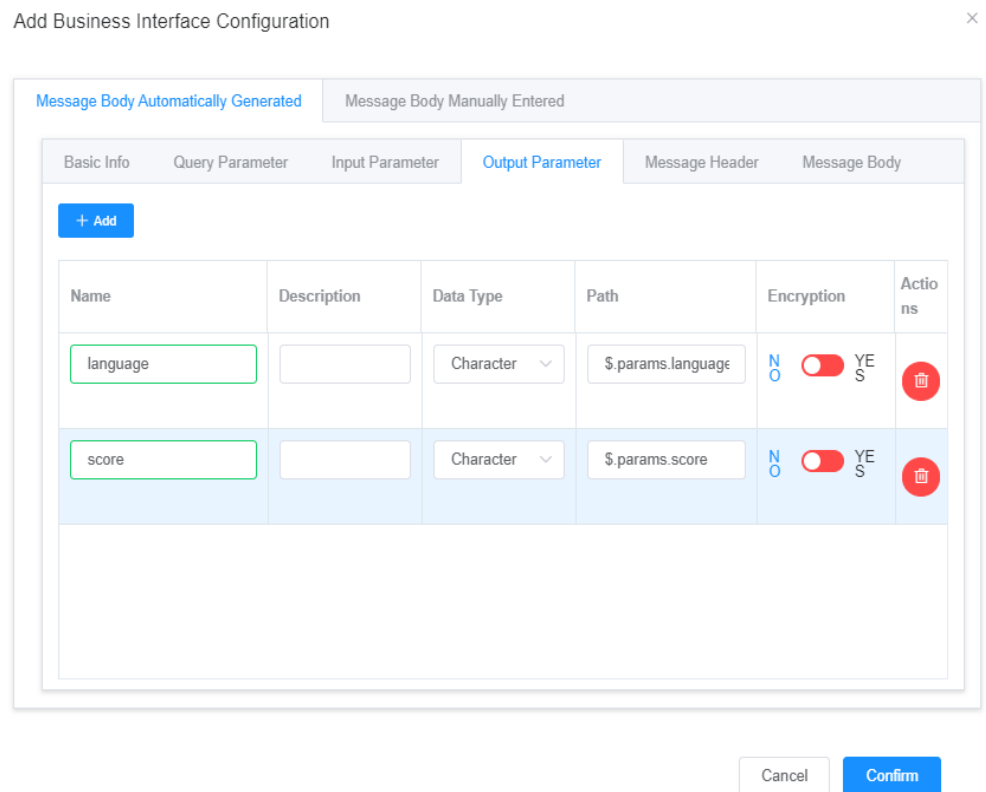 Add Business Interface Configuration
Message Body Automatically Generated Message Body Manually Entered
Basic Info Query Parameter Input Parameter Output Parameter Message Header Message Body
+ Add
Name Description Data Type Path Encryption Actio
ns
language Character $.params.language N
O YE
S
score Character $.params.score N
O YE
S
Cancel Confirm